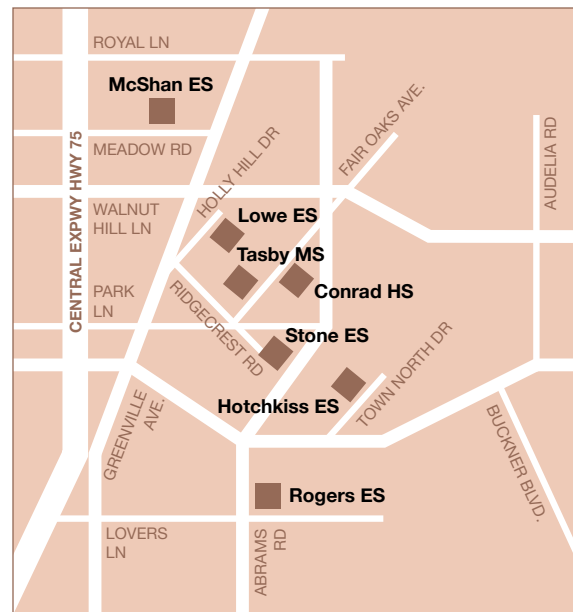 ROYAL LN
McShan ES
MEADOW RD
FAIR OAKS AVE.
AUDELIA RD
HOLLY HILL DR
CENTRAL EXPWY HWY 75
WALNUT
HILL LN
Lowe ES
Tasby MS
Conrad HS
PARK
LN
RIDGECREST RD
Stone ES
TOWN NORTH DR
Hotchkiss ES
GREENVILLE
AVE.
BUCKNER BLVD.
Rogers ES
LOVERS
LN
ABRAMS
RD